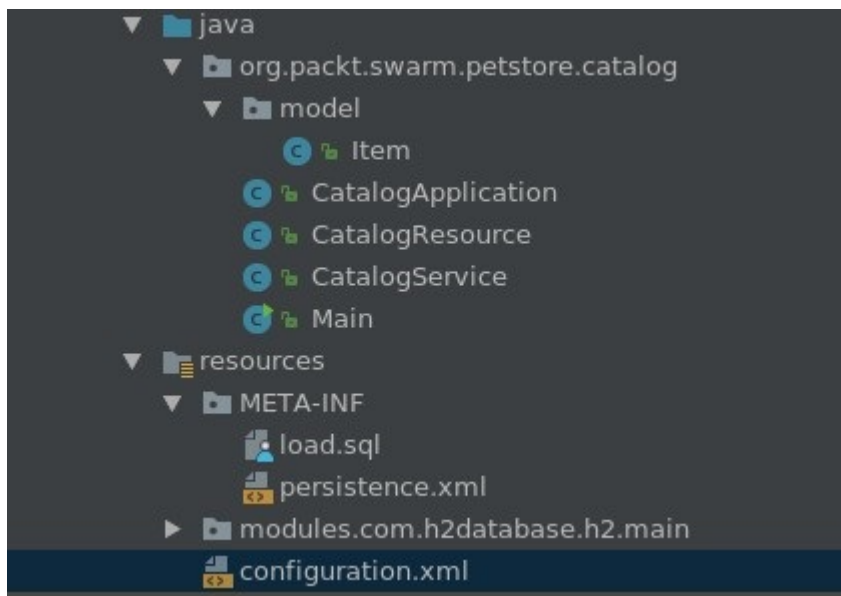 java
org.packt.swarm.petstore.catalog
model
C Item
C CatalogApplication
C CatalogResource
C CatalogService
C Main
resources
META-INF
load.sql
persistence.xml
modules.com.h2database.h2.main
configuration.xml